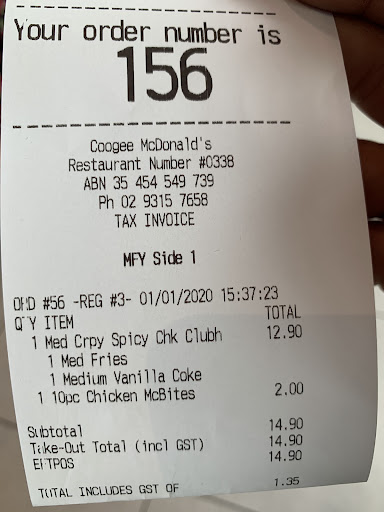 Your order number is
156
Coogee McDonald's
Restaurant Number #0338
ABN 35 454 549 739
Ph 02 9315 7658
TAX INVOICE
MFY Side 1
ORD #56 -REG #3- 01/01/2020 15:37:23
QTY ITEM TOTAL
1 Med Crpy Spicy Chk Clubh 12.90
1 Med Fries
1 Medium Vanilla Coke
1 10pc Chicken McBites 2.00
Subtotal 14.90
Take-Out Total (incl GST) 14.90
EFTPOS 14.90
TOTAL INCLUDES GST OF 1.35